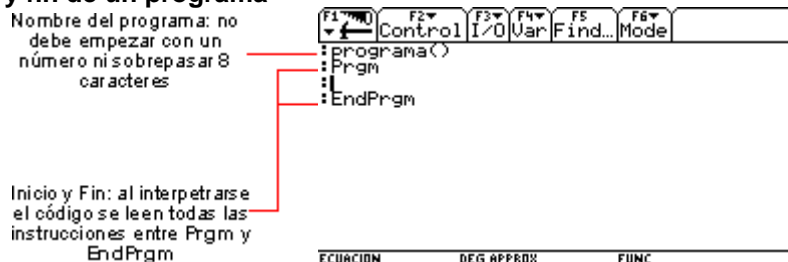 y fin de un programa
Nombre del programa: no
debe empezar con un
número ni sobrepasar 8
caracteres
Inicio y Fin: al interpetrarse
el código se leen todas las
instrucciones entre Prgm y
EndPrgm
F1 F2 Control F3 I/O F4 Var F5 Find... F6 Mode
:programa()
:Prgm
:
:EndPrgm
ECUACION DEG APPROX FUNC